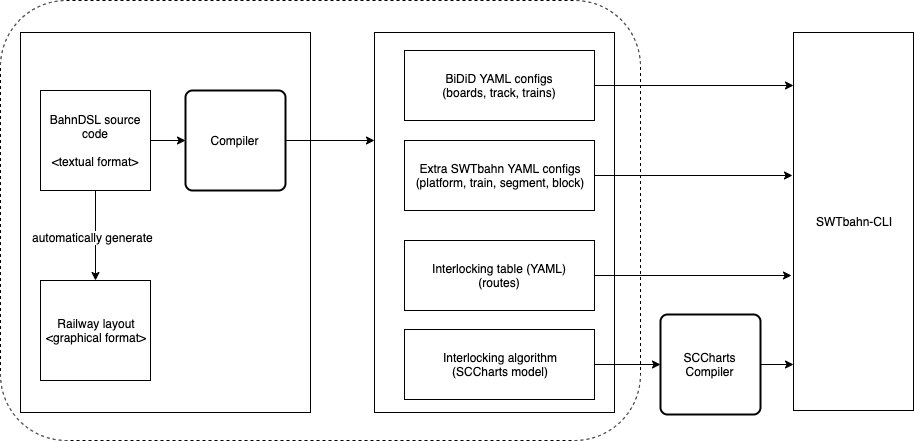 BahnDSL source
code
<textual format>
Compiler
automatically generate
Railway layout
<graphical format>
BiDiD YAML configs
(boards, track, trains)
Extra SWTbahn YAML configs
(platform, train, segment, block)
Interlocking table (YAML)
(routes)
Interlocking algorithm
(SCCharts model)
SCCharts
Compiler
SWTbahn-CLI